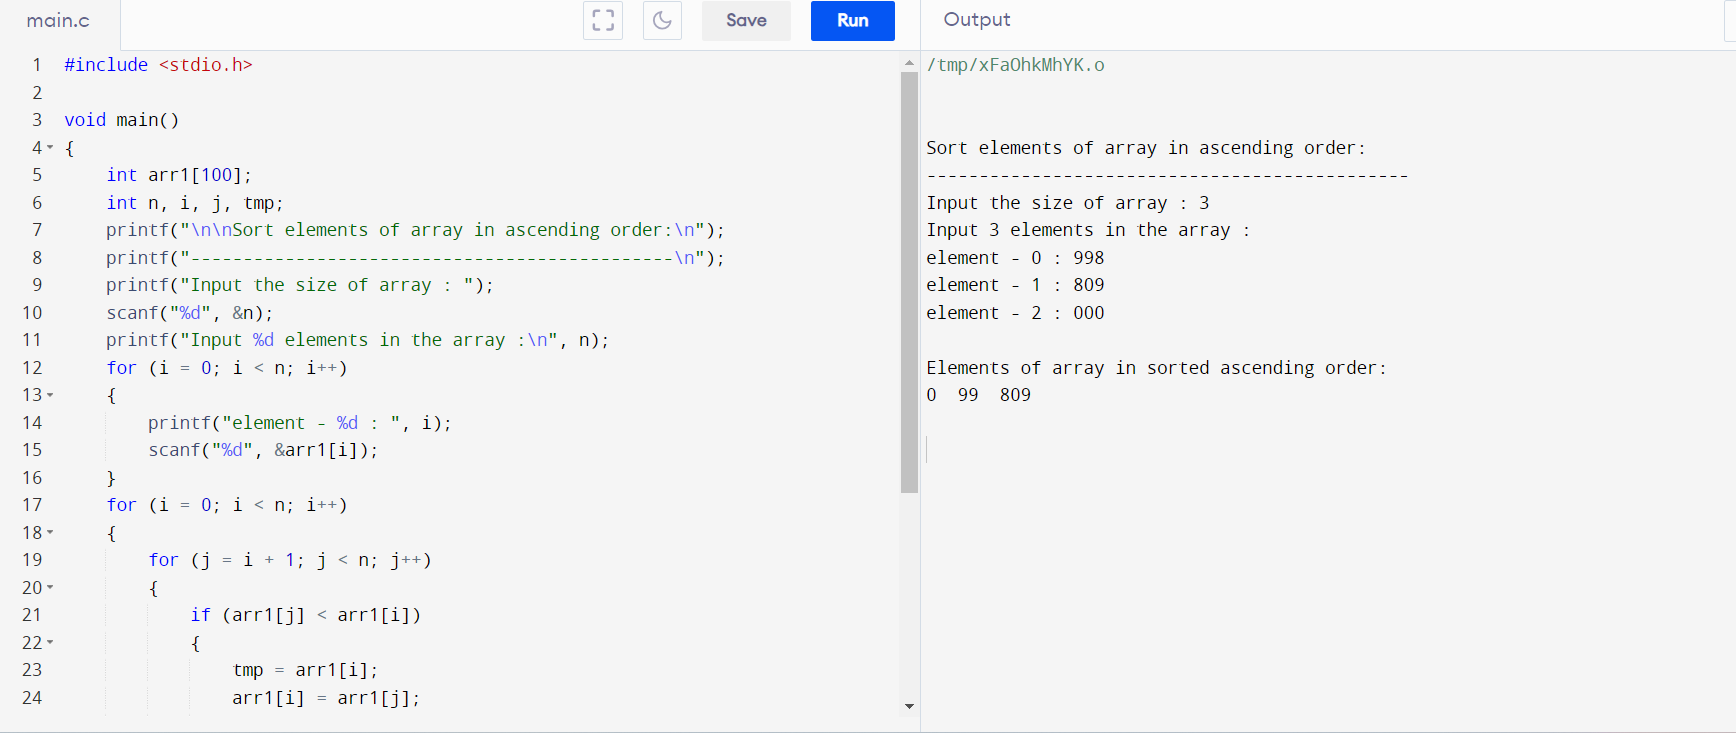 main.c Save Run Output
1 #include <stdio.h>
2
3 void main()
4 {
5     int arr1[100];
6     int n, i, j, tmp;
7     printf("\n\nSort elements of array in ascending order:\n");
8     printf("----------------------------------------------\n");
9     printf("Input the size of array : ");
10     scanf("%d", &n);
11     printf("Input %d elements in the array :\n", n);
12     for (i = 0; i < n; i++)
13     {
14         printf("element - %d : ", i);
15         scanf("%d", &arr1[i]);
16     }
17     for (i = 0; i < n; i++)
18     {
19         for (j = i + 1; j < n; j++)
20         {
21             if (arr1[j] < arr1[i])
22             {
23                 tmp = arr1[i];
24                 arr1[i] = arr1[j];
/tmp/xFaOhkMhYK.o
Sort elements of array in ascending order:
----------------------------------------------
Input the size of array : 3
Input 3 elements in the array :
element - 0 : 998
element - 1 : 809
element - 2 : 000
Elements of array in sorted ascending order:
0  99  809